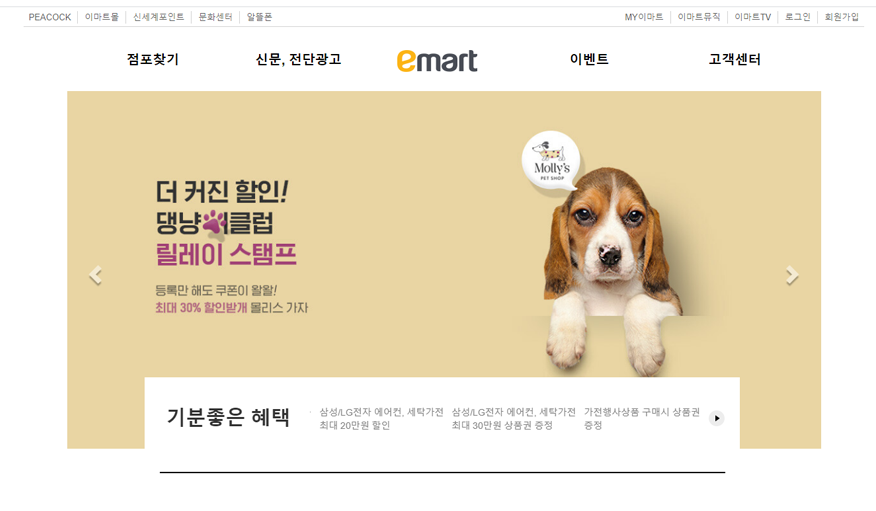 PEACOCK 이마트몰 신세계포인트 문화센터 알뜰폰 MY이마트 이마트뮤직 이마트TV 로그인 회원가입
점포찾기 신문, 전단광고 emart 이벤트 고객센터
Molly's
PET SHOP
더 커진 할인!
댕냥이클럽
릴레이 스탬프
등록만 해도 쿠폰이 왈왈!
최대 30% 할인받개 몰리스 가자
기분좋은 혜택
삼성/LG전자 에어컨, 세탁가전
최대 20만원 할인
삼성/LG전자 에어컨, 세탁가전
최대 30만원 상품권 증정
가전행사상품 구매시 상품권
증정